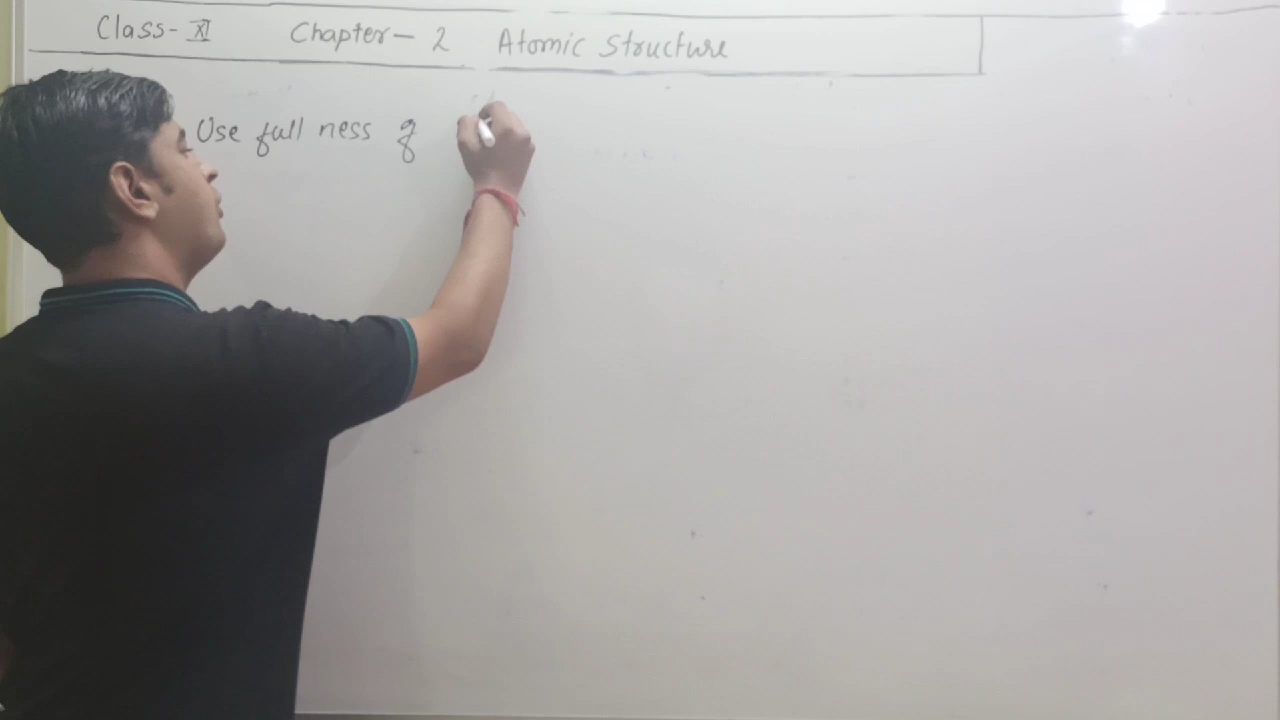 Class- XI Chapter- 2 Atomic Structure
Use full ness of